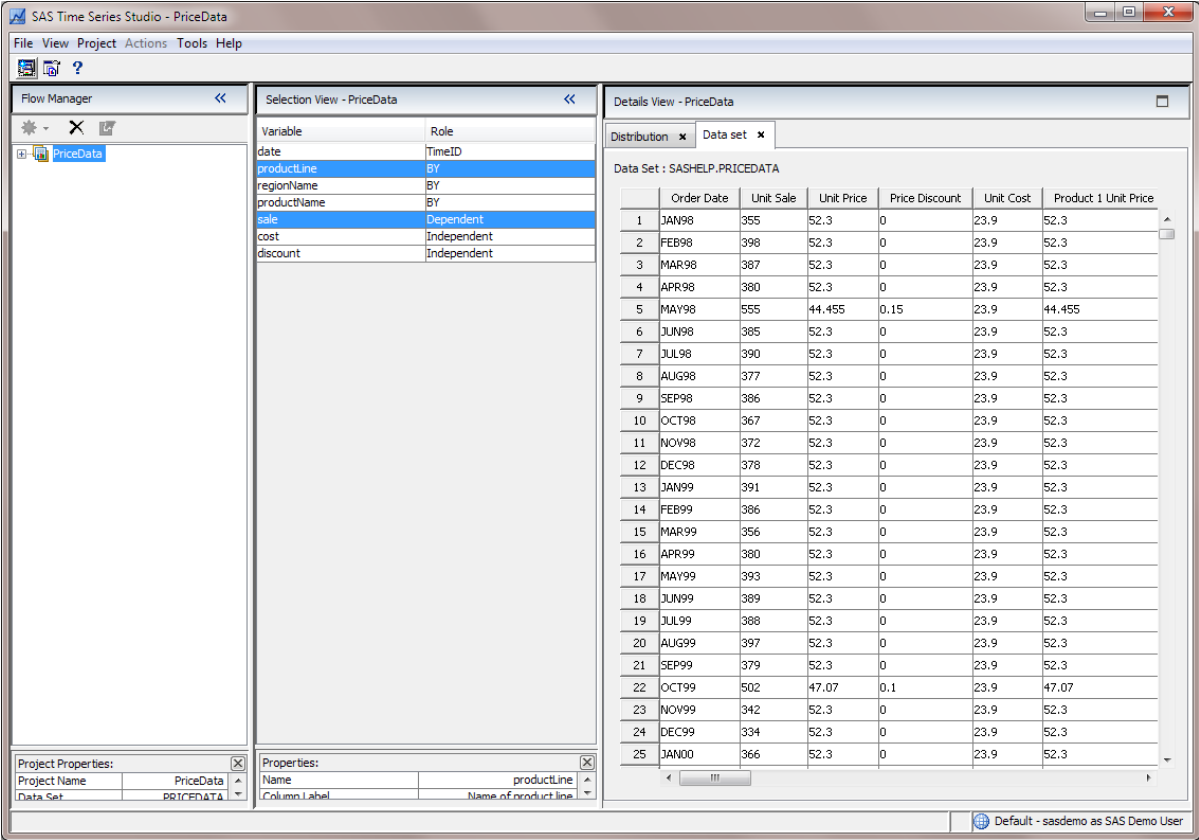 SAS Time Series Studio - PriceData
File View Project Actions Tools Help
?
Flow Manager
PriceData
Project Properties:
Project Name PriceData
Data Set PRICEDATA
Selection View - PriceData
Variable Role
date TimeID
productLine BY
regionName BY
productName BY
sale Dependent
cost Independent
discount Independent
Properties:
Name productLine
Column Label Name of product line
Details View - PriceData
Distribution Data set
Data Set : SASHELP.PRICEDATA
Order Date Unit Sale Unit Price Price Discount Unit Cost Product 1 Unit Price
1 JAN98 355 52.3 0 23.9 52.3
2 FEB98 398 52.3 0 23.9 52.3
3 MAR98 387 52.3 0 23.9 52.3
4 APR98 380 52.3 0 23.9 52.3
5 MAY98 555 44.455 0.15 23.9 44.455
6 JUN98 385 52.3 0 23.9 52.3
7 JUL98 390 52.3 0 23.9 52.3
8 AUG98 377 52.3 0 23.9 52.3
9 SEP98 386 52.3 0 23.9 52.3
10 OCT98 367 52.3 0 23.9 52.3
11 NOV98 372 52.3 0 23.9 52.3
12 DEC98 378 52.3 0 23.9 52.3
13 JAN99 391 52.3 0 23.9 52.3
14 FEB99 386 52.3 0 23.9 52.3
15 MAR99 356 52.3 0 23.9 52.3
16 APR99 380 52.3 0 23.9 52.3
17 MAY99 393 52.3 0 23.9 52.3
18 JUN99 389 52.3 0 23.9 52.3
19 JUL99 388 52.3 0 23.9 52.3
20 AUG99 397 52.3 0 23.9 52.3
21 SEP99 379 52.3 0 23.9 52.3
22 OCT99 502 47.07 0.1 23.9 47.07
23 NOV99 342 52.3 0 23.9 52.3
24 DEC99 334 52.3 0 23.9 52.3
25 JAN00 366 52.3 0 23.9 52.3
Default - sasdemo as SAS Demo User